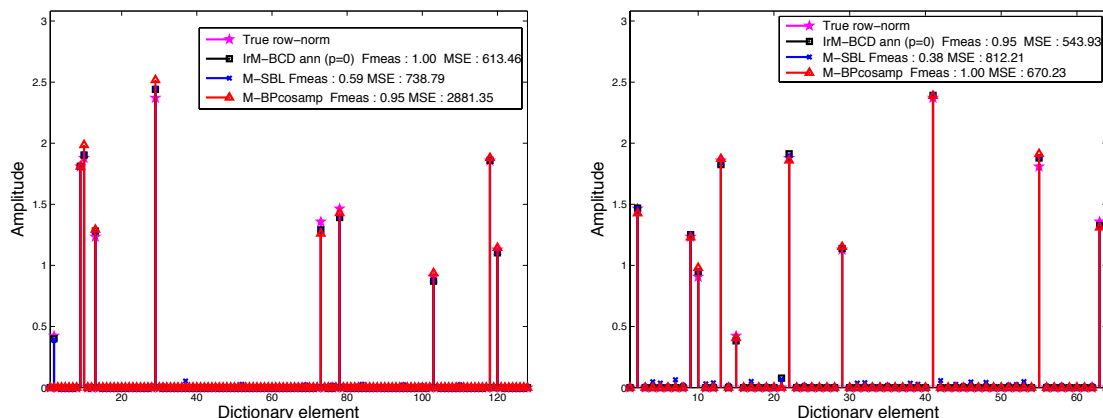 True row-norm
IrM-BCD ann (p=0) Fmeas : 1.00 MSE : 613.46
M-SBL Fmeas : 0.59 MSE : 738.79
M-BPcosamp Fmeas : 0.95 MSE : 2881.35
3
2.5
2
1.5
1
0.5
0
Amplitude
20 40 60 80 100 120
Dictionary element
True row-norm
IrM-BCD ann (p=0) Fmeas : 0.95 MSE : 543.93
M-SBL Fmeas : 0.38 MSE : 812.21
M-BPcosamp Fmeas : 1.00 MSE : 670.23
3
2.5
2
1.5
1
0.5
0
Amplitude
10 20 30 40 50 60
Dictionary element